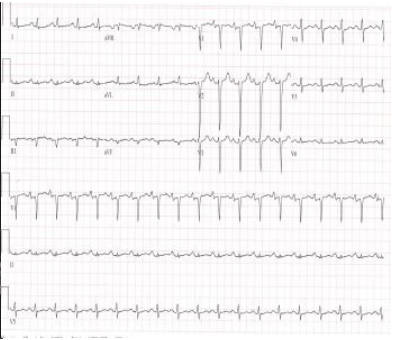 I aVR V1 V4
II aVL V2 V5
III aVF V3 V6
V1
II
V5